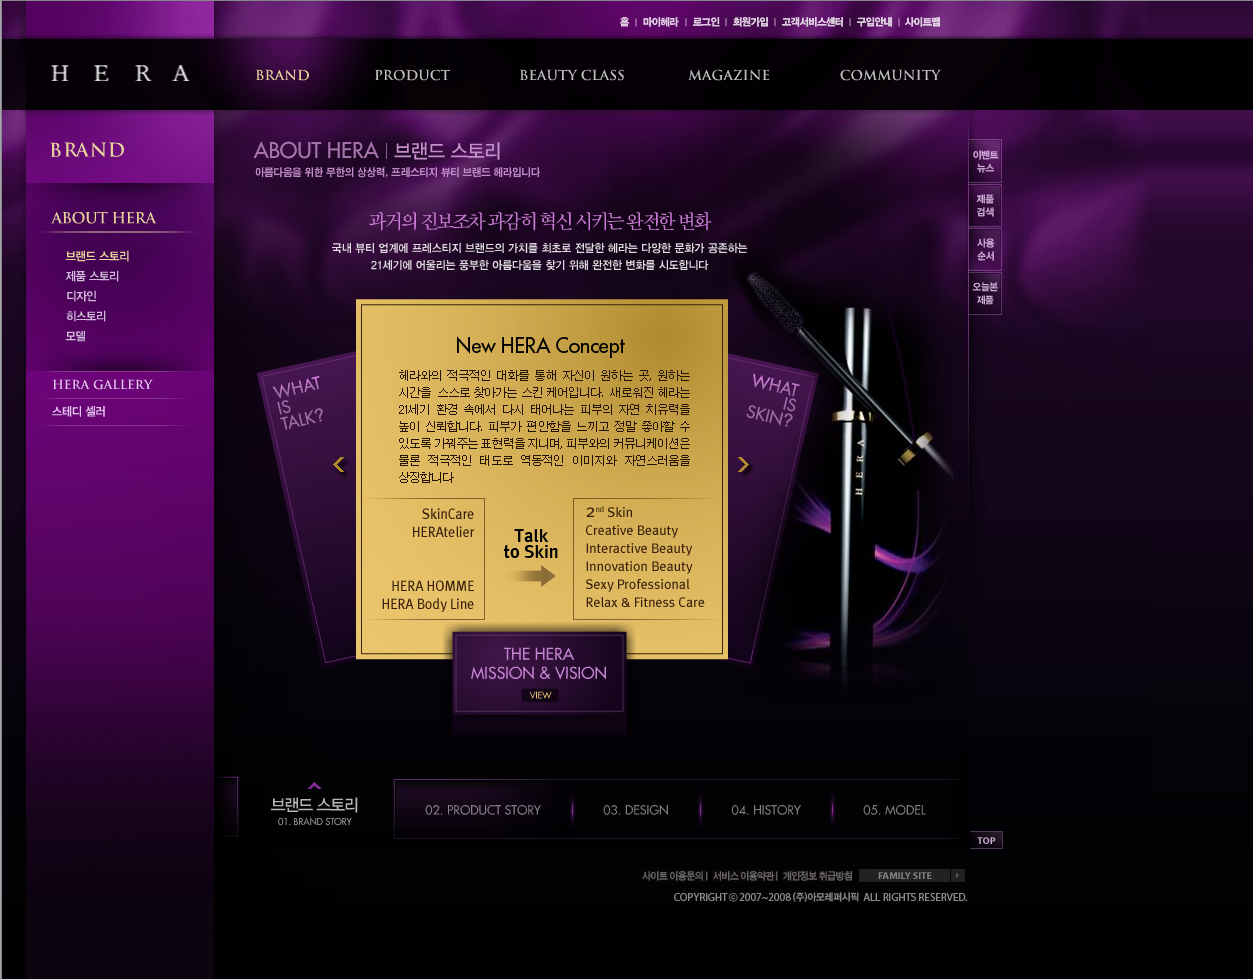 홈 | 마이헤라 | 로그인 | 회원가입 | 고객서비스센터 | 구입안내 | 사이트맵
HERA
BRAND PRODUCT BEAUTY CLASS MAGAZINE COMMUNITY
BRAND
ABOUT HERA
브랜드 스토리
제품 스토리
디자인
히스토리
모델
HERA GALLERY
스테디 셀러
ABOUT HERA | 브랜드 스토리
아름다움을 위한 무한의 상상력, 프레스티지 뷰티 브랜드 헤라입니다
과거의 진보조차 과감히 혁신 시키는 완전한 변화
국내 뷰티 업계에 프레스티지 브랜드의 가치를 최초로 전달한 헤라는 다양한 문화가 공존하는
21세기에 어울리는 풍부한 아름다움을 찾기 위해 완전한 변화를 시도합니다
WHAT
IS
TALK?
New HERA Concept
헤라와의 적극적인 대화를 통해 자신이 원하는 곳, 원하는
시간을 스스로 찾아가는 스킨 케어입니다. 새로워진 헤라는
21세기 환경 속에서 다시 태어나는 피부의 자연 치유력을
높이 신뢰합니다. 피부가 편안함을 느끼고 정말 좋아할 수
있도록 가꿔주는 표현력을 지니며, 피부와의 커뮤니케이션은
물론 적극적인 태도로 역동적인 이미지와 자연스러움을
상징합니다
SkinCare
HERAtelier
HERA HOMME
HERA Body Line
Talk
to Skin
2nd Skin
Creative Beauty
Interactive Beauty
Innovation Beauty
Sexy Professional
Relax & Fitness Care
WHAT
IS
SKIN?
HERA
THE HERA
MISSION & VISION
VIEW
이벤트
뉴스
제품
검색
사용
순서
오늘본
제품
브랜드 스토리
01. BRAND STORY
02. PRODUCT STORY 03. DESIGN 04. HISTORY 05. MODEL
TOP
사이트 이용문의 | 서비스 이용약관 | 개인정보 취급방침 FAMILY SITE
COPYRIGHT © 2007~2008 (주)아모레퍼시픽 ALL RIGHTS RESERVED.